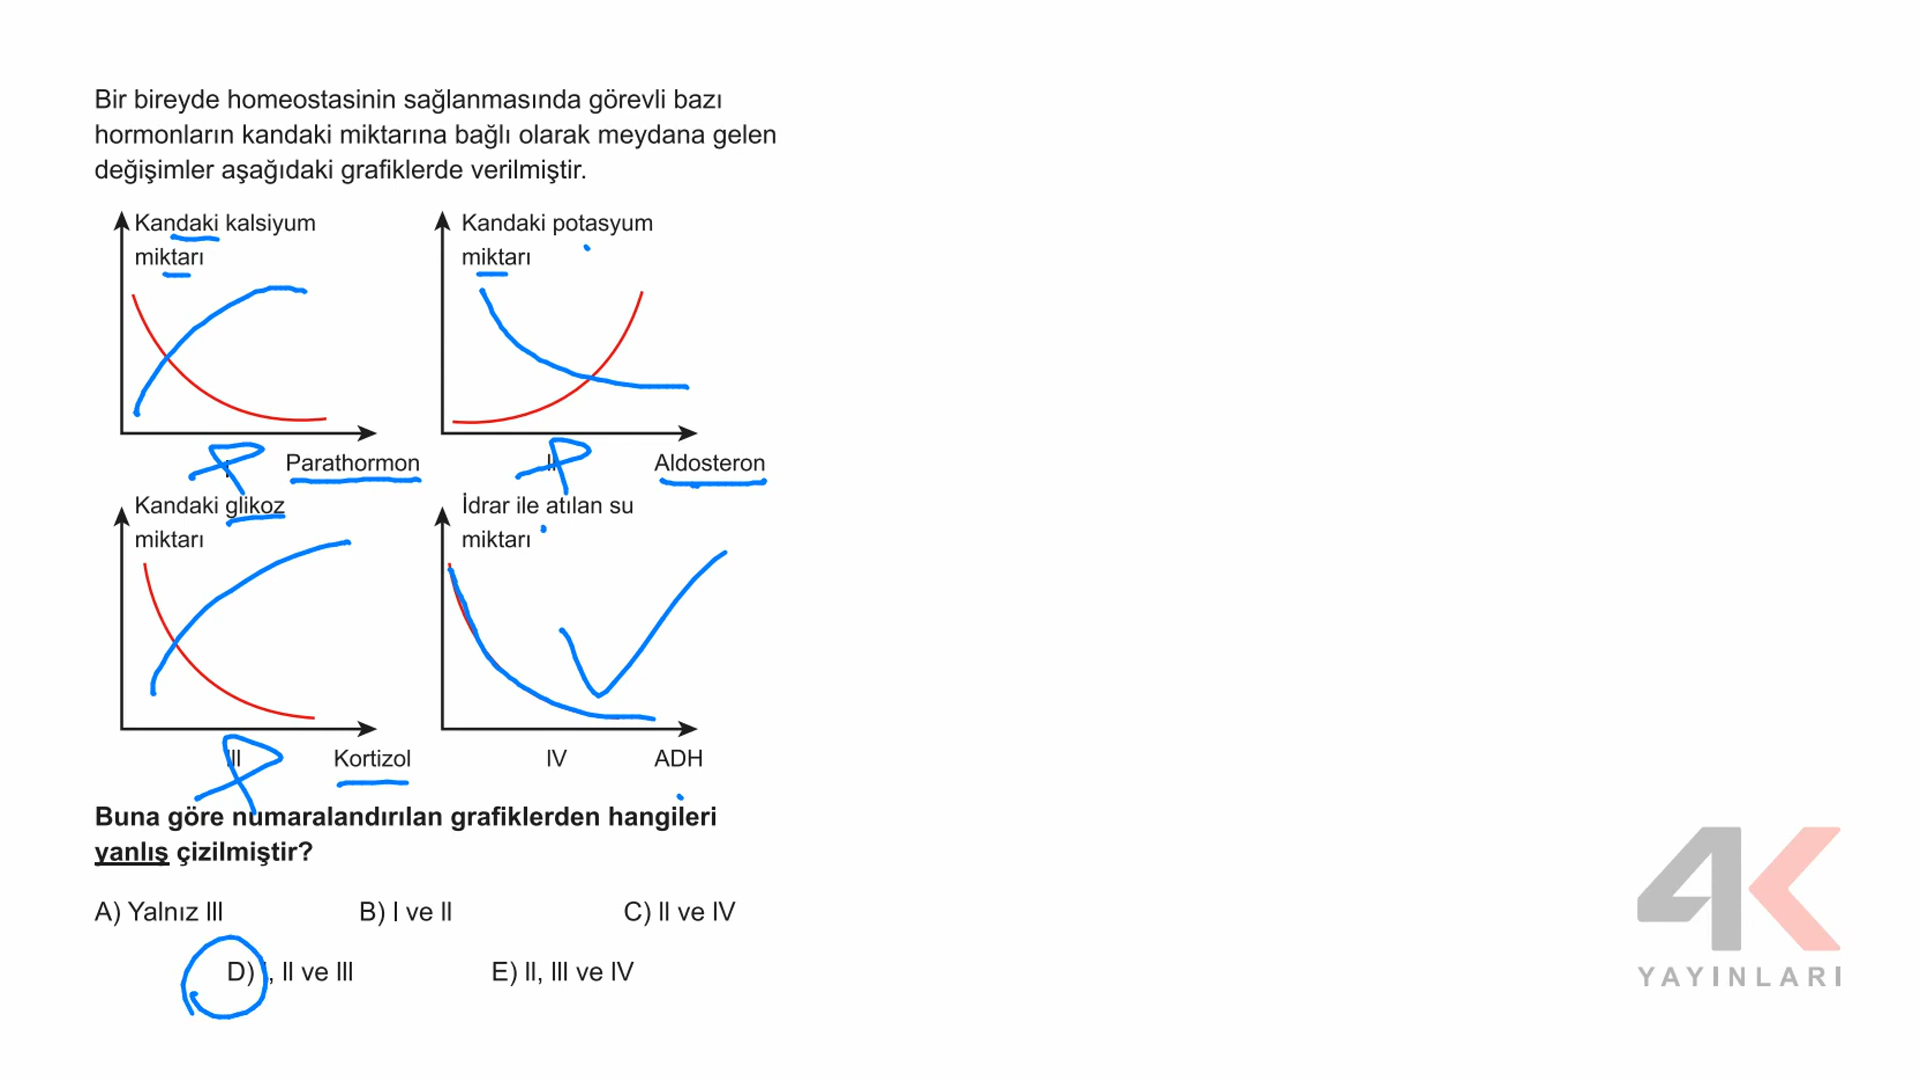 Bir bireyde homeostasinin sağlanmasında görevli bazı
hormonların kandaki miktarına bağlı olarak meydana gelen
değişimler aşağıdaki grafiklerde verilmiştir.
Kandaki kalsiyum
miktarı
I
Parathormon
Kandaki potasyum
miktarı
II
Aldosteron
Kandaki glikoz
miktarı
III
Kortizol
İdrar ile atılan su
miktarı
IV
ADH
Buna göre numaralandırılan grafiklerden hangileri
yanlış çizilmiştir?
A) Yalnız III
B) I ve II
C) II ve IV
D) I, II ve III
E) II, III ve IV
4K
YAYINLARI